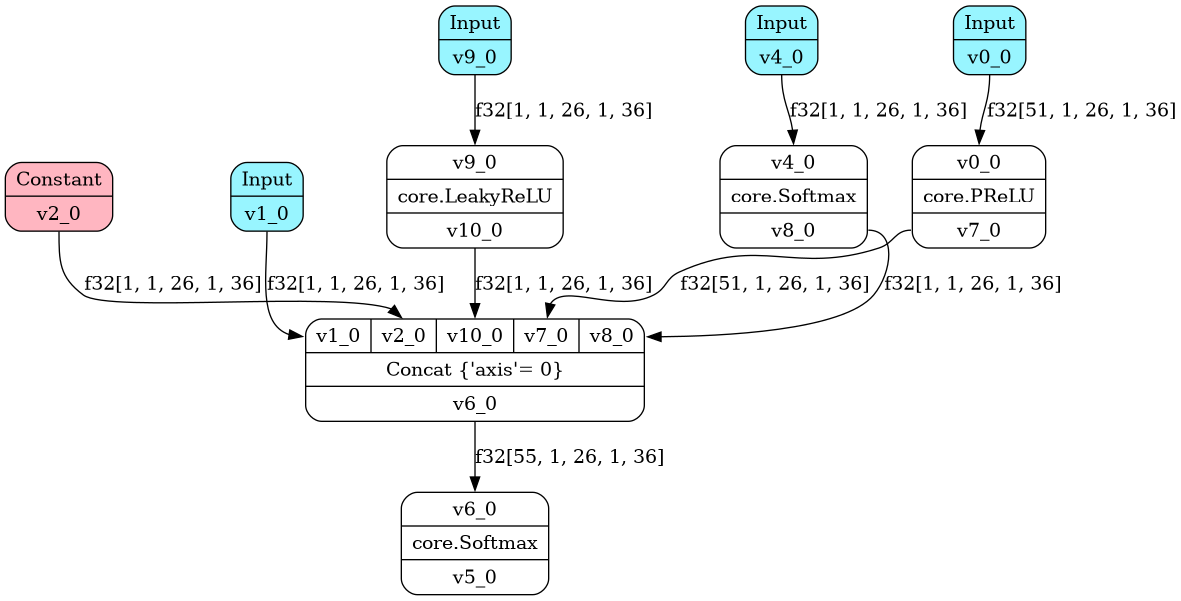 Input
v9_0
Input
v4_0
Input
v0_0
f32[1, 1, 26, 1, 36]
f32[1, 1, 26, 1, 36]
f32[51, 1, 26, 1, 36]
Constant
v2_0
Input
v1_0
v9_0
core.LeakyReLU
v10_0
v4_0
core.Softmax
v8_0
v0_0
core.PReLU
v7_0
f32[1, 1, 26, 1, 36]
f32[1, 1, 26, 1, 36]
f32[1, 1, 26, 1, 36]
f32[51, 1, 26, 1, 36]
f32[1, 1, 26, 1, 36]
v1_0 v2_0 v10_0 v7_0 v8_0
Concat {'axis'= 0}
v6_0
f32[55, 1, 26, 1, 36]
v6_0
core.Softmax
v5_0